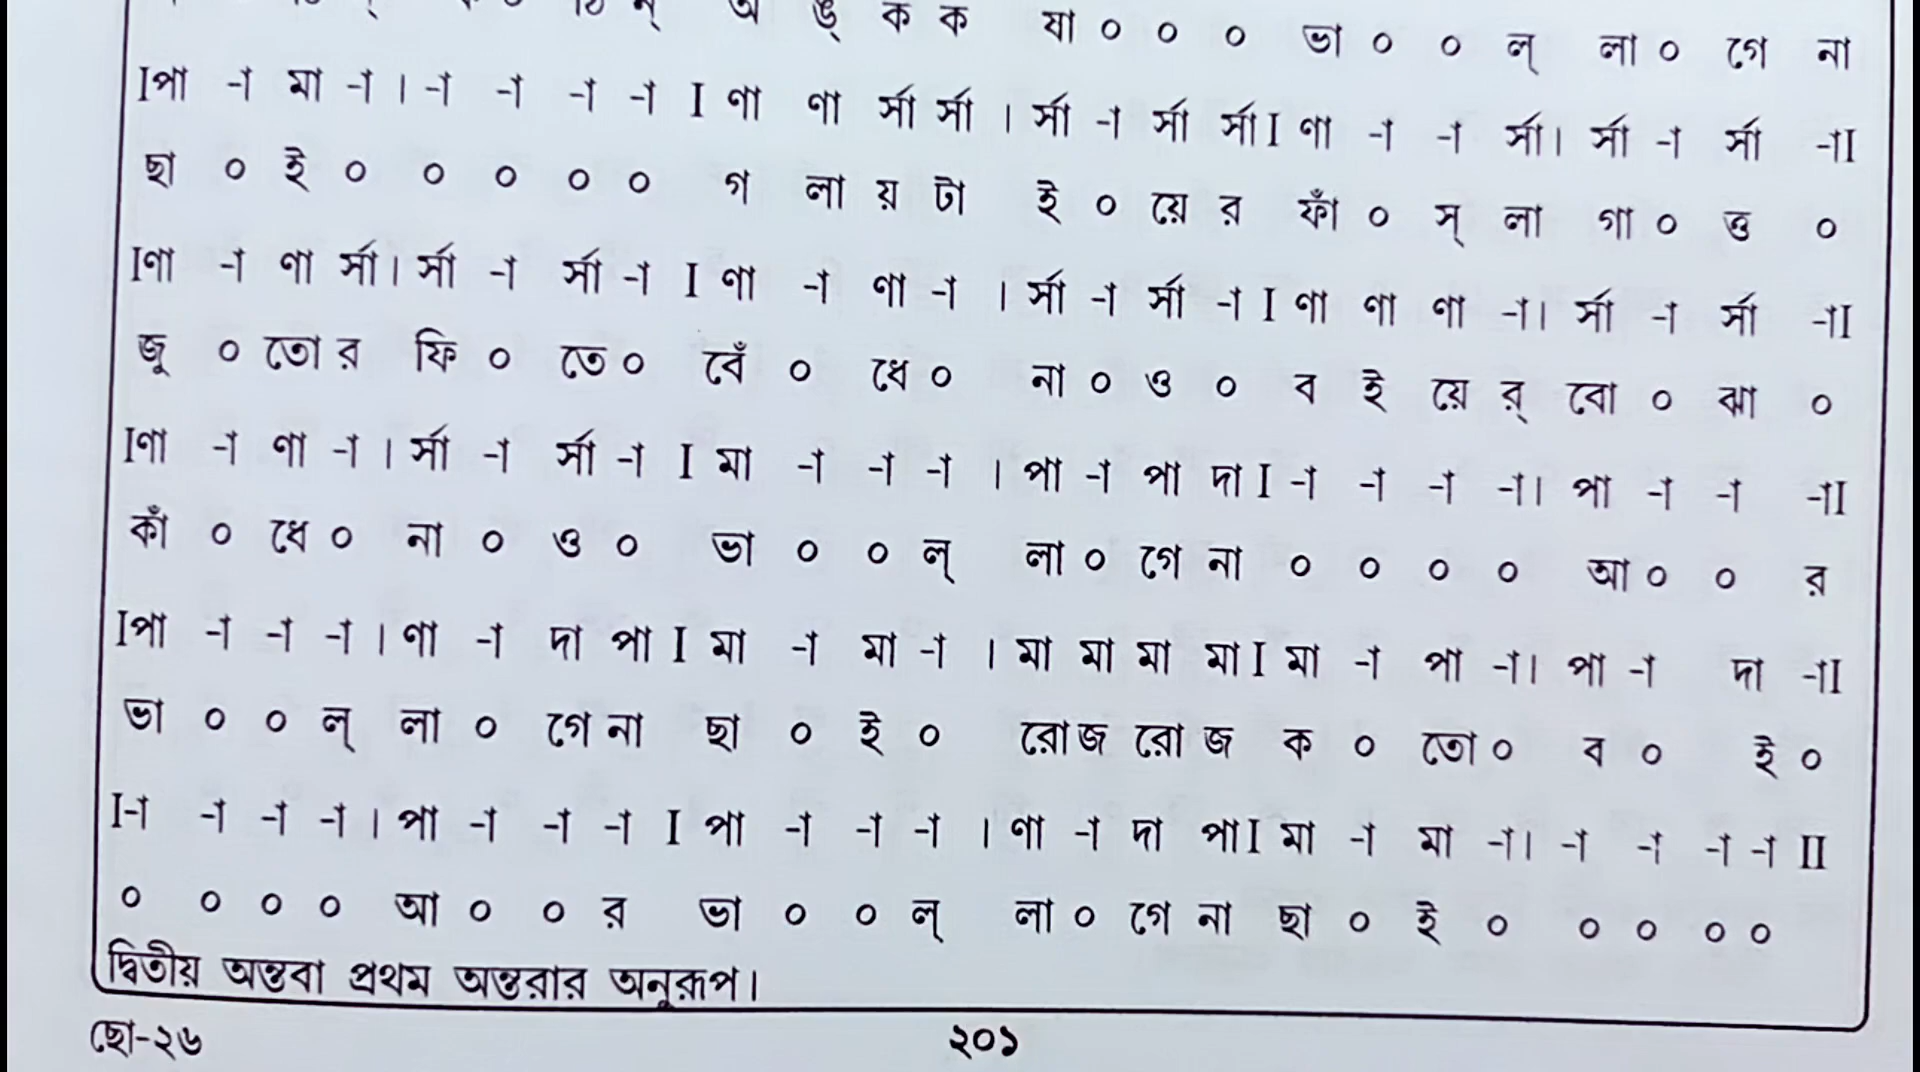 অ ঙ্ ক ক যা ০ ০ ০ ভা ০ ০ ল্ লা ০ গে না
Iপা -া মা -া । -া -া -া -া I ণা ণা র্সা র্সা । র্সা -া র্সা র্সা I ণা -া -া র্সা। র্সা -া র্সা -াI
ছা ০ ই ০ ০ ০ ০ ০ গ লা য় টা ই ০ য়ে র ফাঁ ০ স্ লা গা ০ ত্ত ০
Iণা -া ণা র্সা। র্সা -া র্সা -া I ণা -া ণা -া । র্সা -া র্সা -া I ণা ণা ণা -া। র্সা -া র্সা -াI
জু ০ তোর ফি ০ তে ০ বেঁ ০ ধে ০ না ০ ও ০ ব ই য়ে র্ বো ০ ঝা ০
Iণা -া ণা -া । র্সা -া র্সা -া I মা -া -া -া । পা -া পা দা I -া -া -া -া। পা -া -া -াI
কাঁ ০ ধে ০ না ০ ও ০ ভা ০ ০ ল্ লা ০ গে না ০ ০ ০ ০ আ ০ ০ র
Iপা -া -া -া । ণা -া দা পা I মা -া মা -া । মা মা মা মা I মা -া পা -া। পা -া দা -াI
ভা ০ ০ ল্ লা ০ গে না ছা ০ ই ০ রোজ রোজ ক ০ তো ০ ব ০ ই ০
I-া -া -া -া । পা -া -া -া I পা -া -া -া । ণা -া দা পাI মা -া মা -া। -া -া -া -া II
০ ০ ০ ০ আ ০ ০ র ভা ০ ০ ল্ লা ০ গে না ছা ০ ই ০ ০ ০ ০ ০
দ্বিতীয় অন্তবা প্রথম অন্তরার অনুরূপ।
ছো-২৬ ২০১